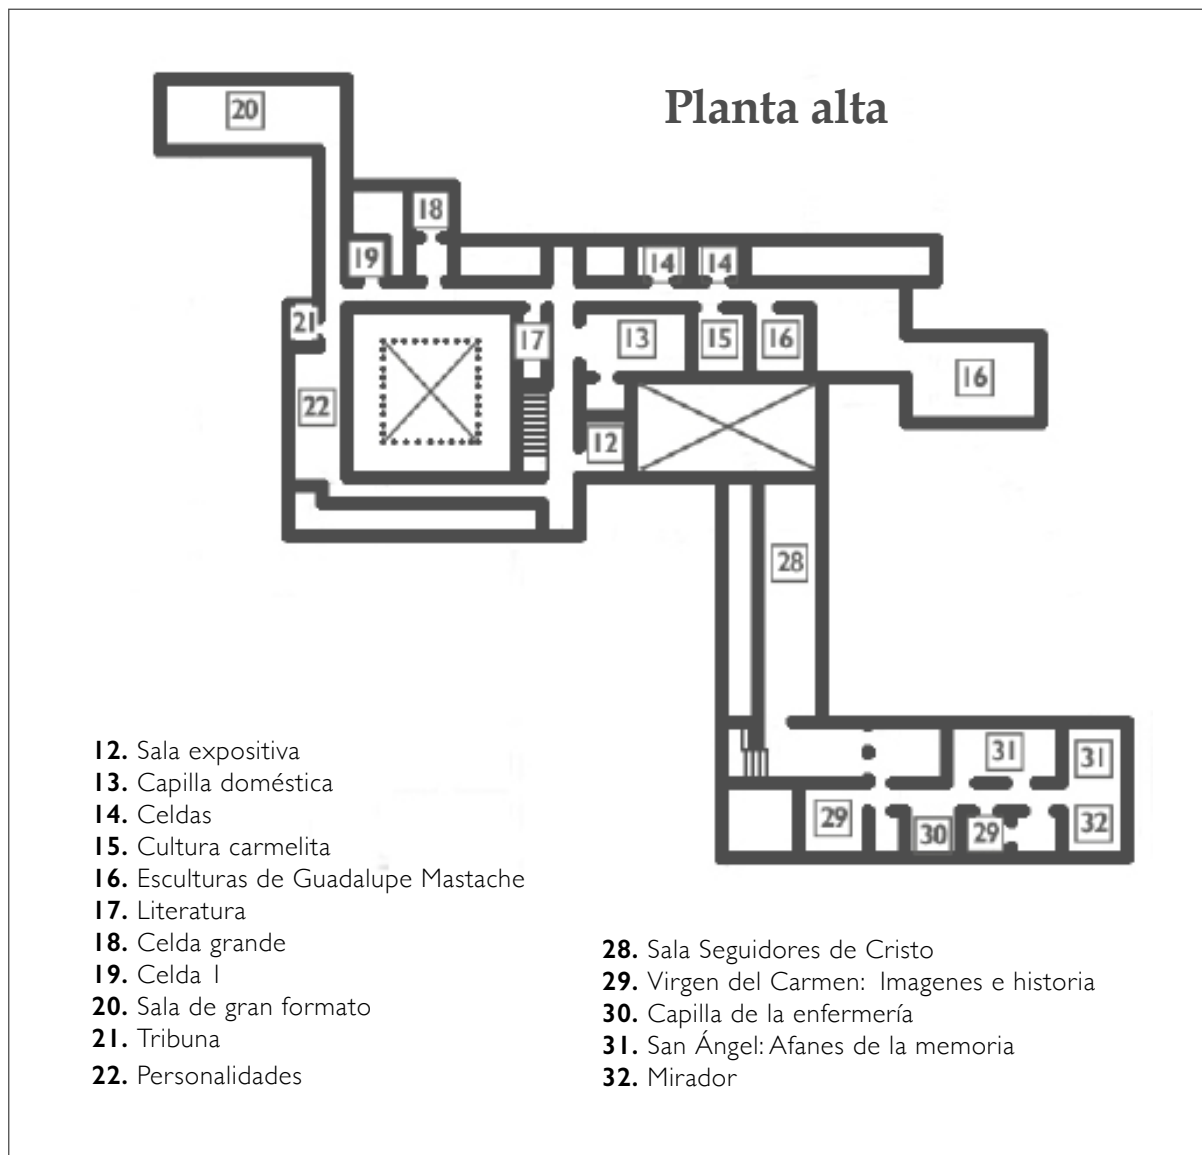 Planta alta
20
18
19
14
14
21
17
13
15
16
16
22
12
28
31
31
29
30
29
32
12. Sala expositiva
13. Capilla doméstica
14. Celdas
15. Cultura carmelita
16. Esculturas de Guadalupe Mastache
17. Literatura
18. Celda grande
19. Celda 1
20. Sala de gran formato
21. Tribuna
22. Personalidades
28. Sala Seguidores de Cristo
29. Virgen del Carmen: Imagenes e historia
30. Capilla de la enfermería
31. San Ángel: Afanes de la memoria
32. Mirador